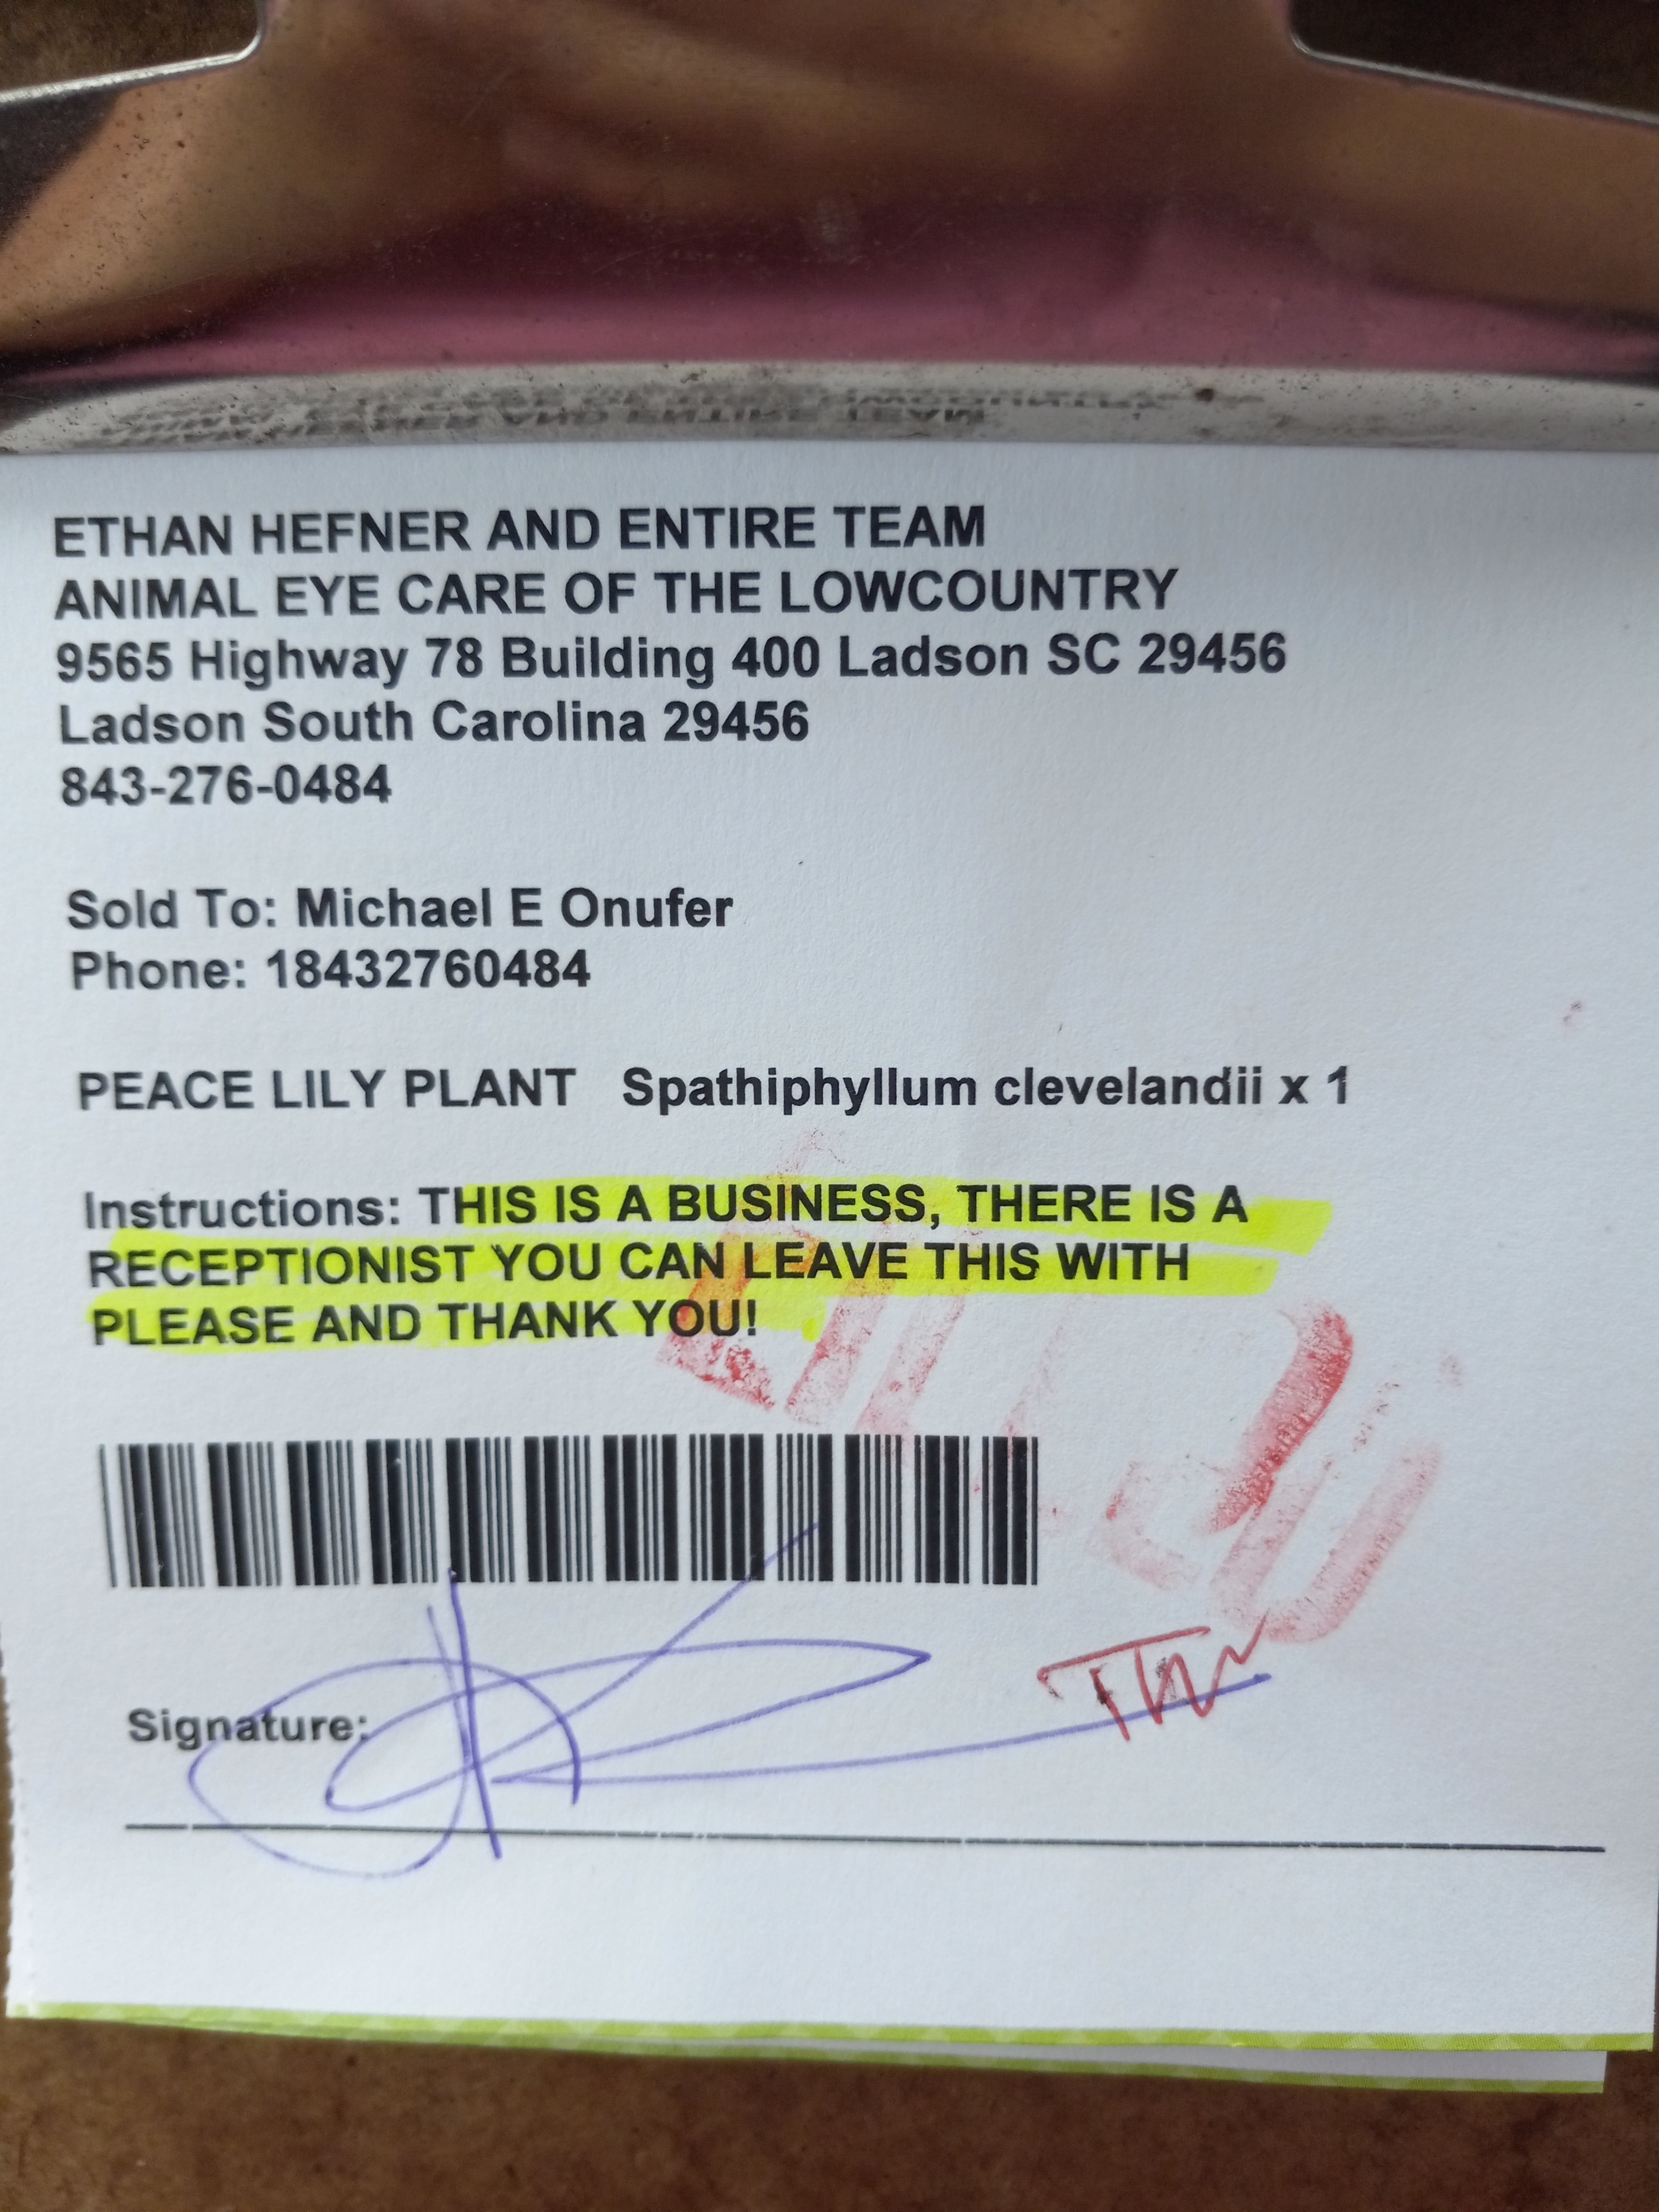 ETHAN HEFNER AND ENTIRE TEAM
ANIMAL EYE CARE OF THE LOWCOUNTRY
9565 Highway 78 Building 400 Ladson SC 29456
Ladson South Carolina 29456
843-276-0484
Sold To: Michael E Onufer
Phone: 18432760484
PEACE LILY PLANT Spathiphyllum clevelandii x 1
Instructions: THIS IS A BUSINESS, THERE IS A
RECEPTIONIST YOU CAN LEAVE THIS WITH
PLEASE AND THANK YOU!
Signature: